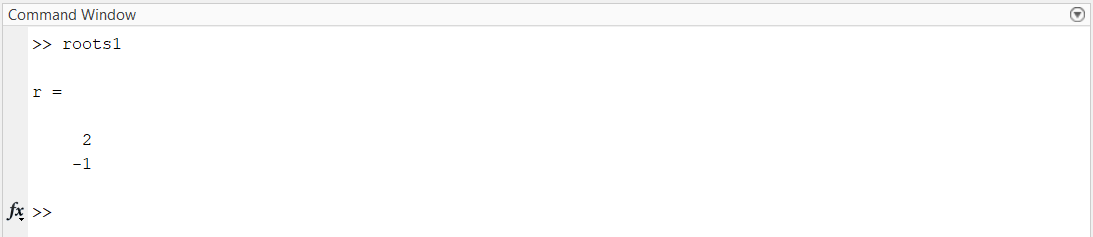 Command Window
>> roots1
r =
2
-1
fx >>